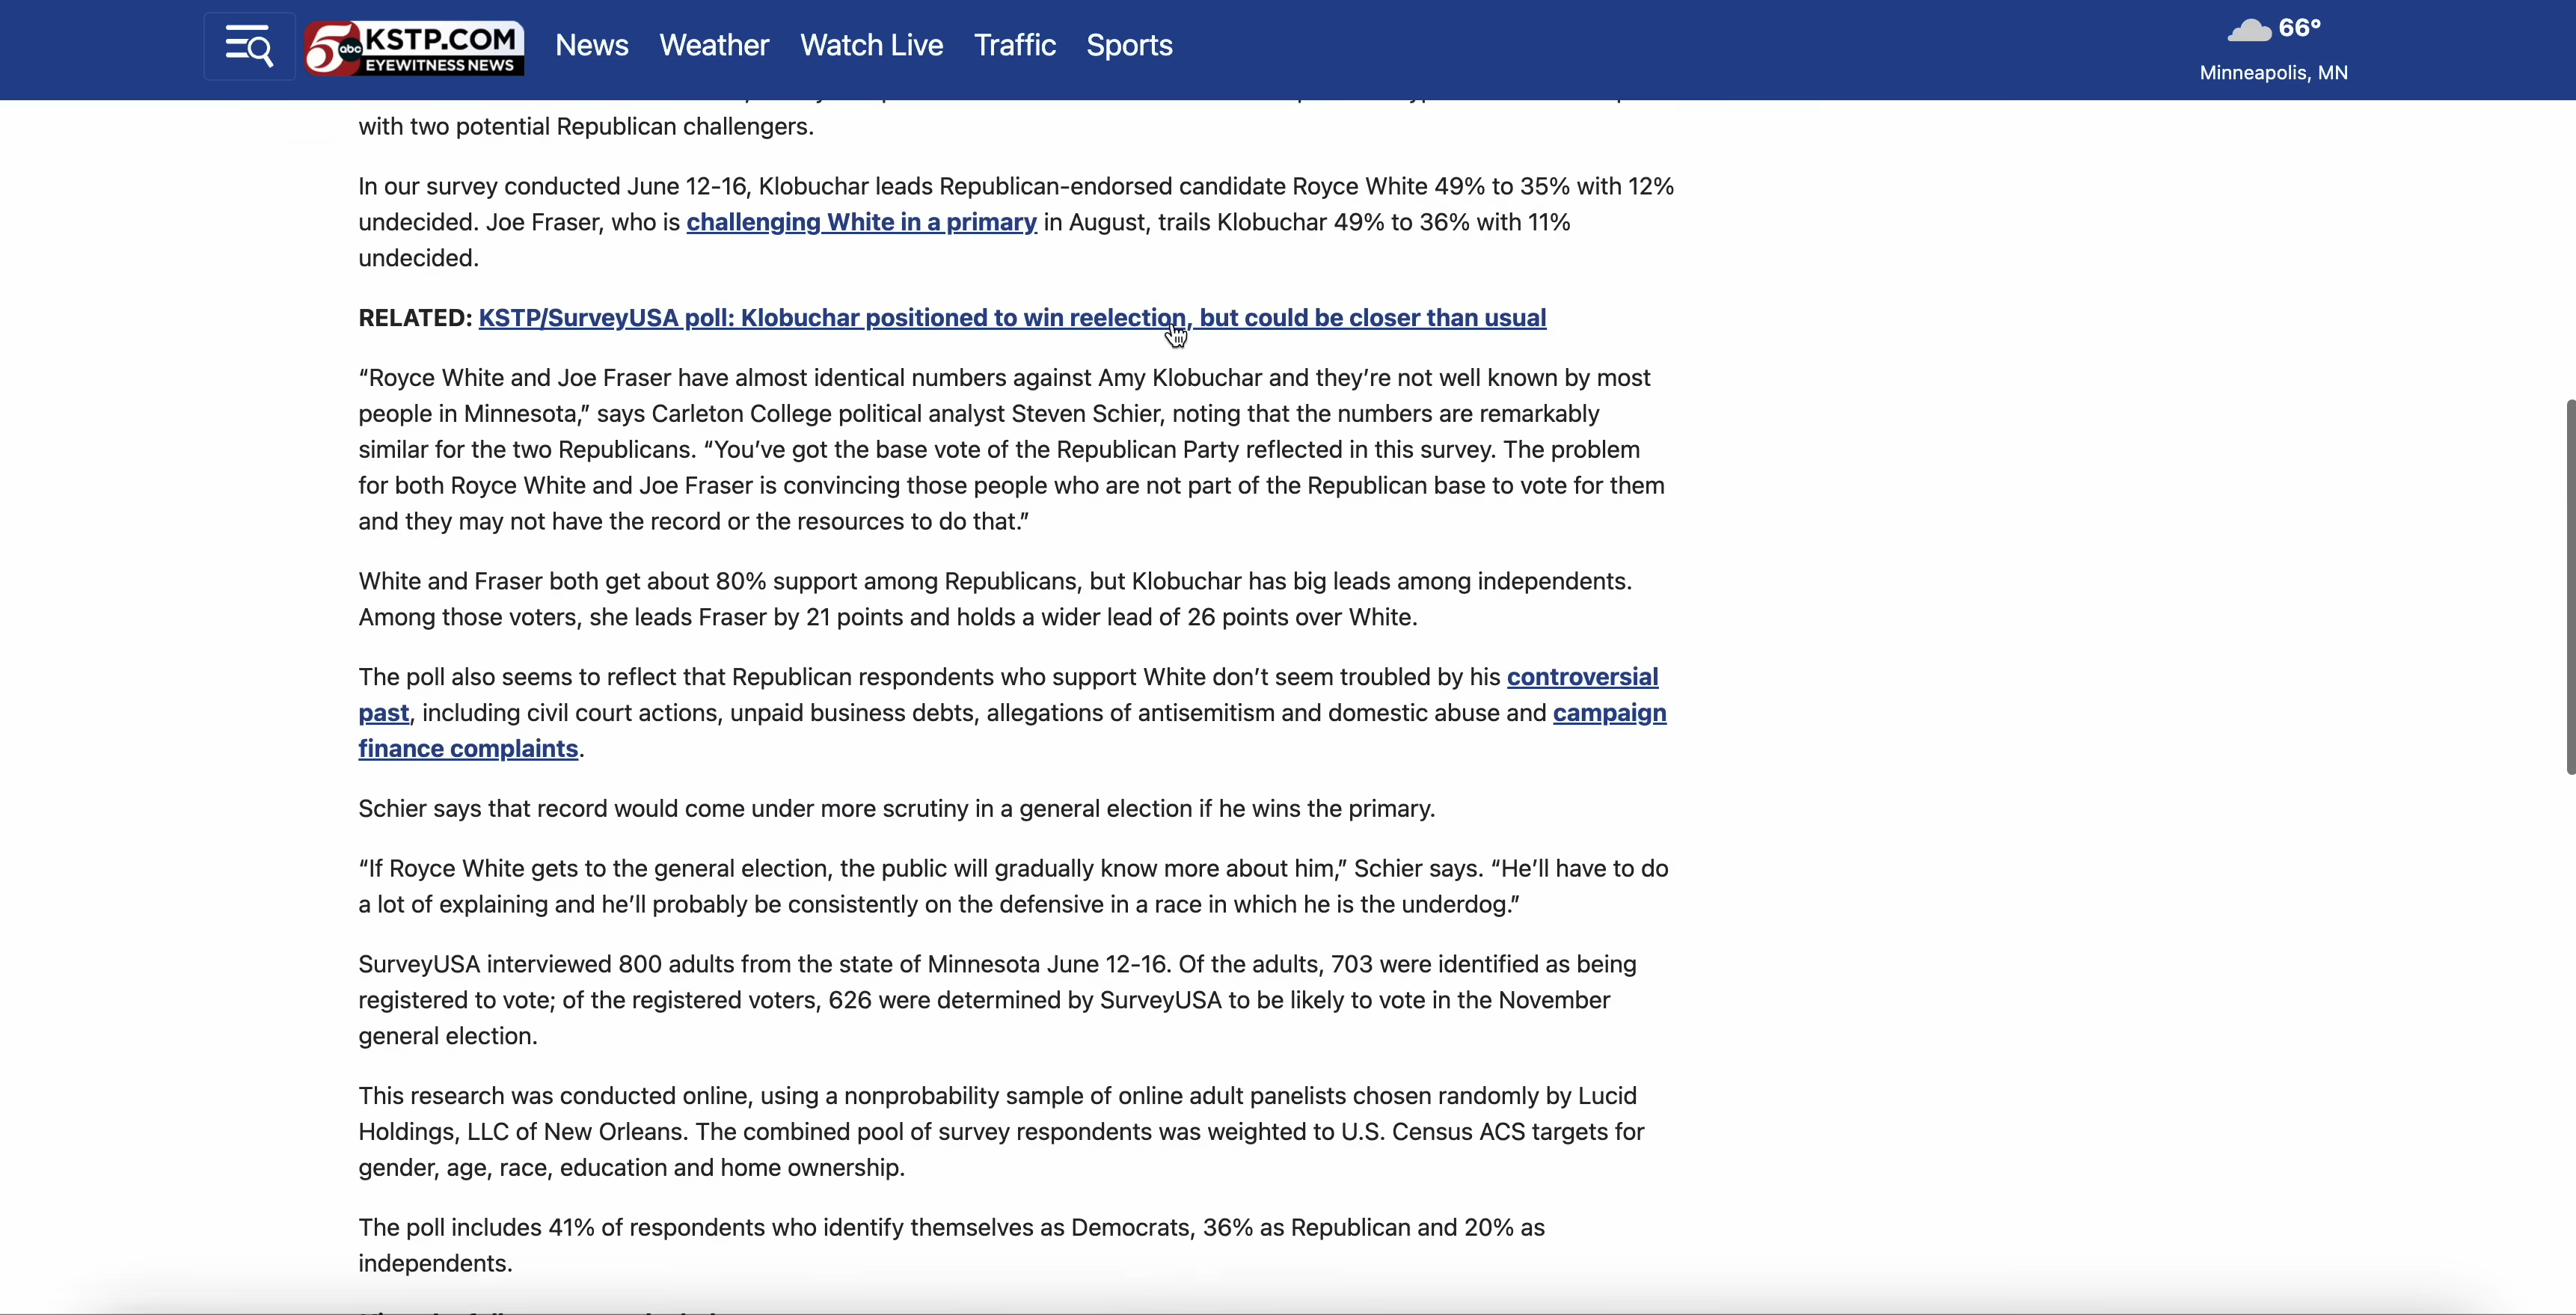 5 abc KSTP.COM
EYEWITNESS NEWS
News Weather Watch Live Traffic Sports
66°
Minneapolis, MN
with two potential Republican challengers.
In our survey conducted June 12-16, Klobuchar leads Republican-endorsed candidate Royce White 49% to 35% with 12%
undecided. Joe Fraser, who is challenging White in a primary in August, trails Klobuchar 49% to 36% with 11%
undecided.
RELATED: KSTP/SurveyUSA poll: Klobuchar positioned to win reelection, but could be closer than usual
“Royce White and Joe Fraser have almost identical numbers against Amy Klobuchar and they’re not well known by most
people in Minnesota,” says Carleton College political analyst Steven Schier, noting that the numbers are remarkably
similar for the two Republicans. “You’ve got the base vote of the Republican Party reflected in this survey. The problem
for both Royce White and Joe Fraser is convincing those people who are not part of the Republican base to vote for them
and they may not have the record or the resources to do that.”
White and Fraser both get about 80% support among Republicans, but Klobuchar has big leads among independents.
Among those voters, she leads Fraser by 21 points and holds a wider lead of 26 points over White.
The poll also seems to reflect that Republican respondents who support White don’t seem troubled by his controversial
past, including civil court actions, unpaid business debts, allegations of antisemitism and domestic abuse and campaign
finance complaints.
Schier says that record would come under more scrutiny in a general election if he wins the primary.
“If Royce White gets to the general election, the public will gradually know more about him,” Schier says. “He’ll have to do
a lot of explaining and he’ll probably be consistently on the defensive in a race in which he is the underdog.”
SurveyUSA interviewed 800 adults from the state of Minnesota June 12-16. Of the adults, 703 were identified as being
registered to vote; of the registered voters, 626 were determined by SurveyUSA to be likely to vote in the November
general election.
This research was conducted online, using a nonprobability sample of online adult panelists chosen randomly by Lucid
Holdings, LLC of New Orleans. The combined pool of survey respondents was weighted to U.S. Census ACS targets for
gender, age, race, education and home ownership.
The poll includes 41% of respondents who identify themselves as Democrats, 36% as Republican and 20% as
independents.